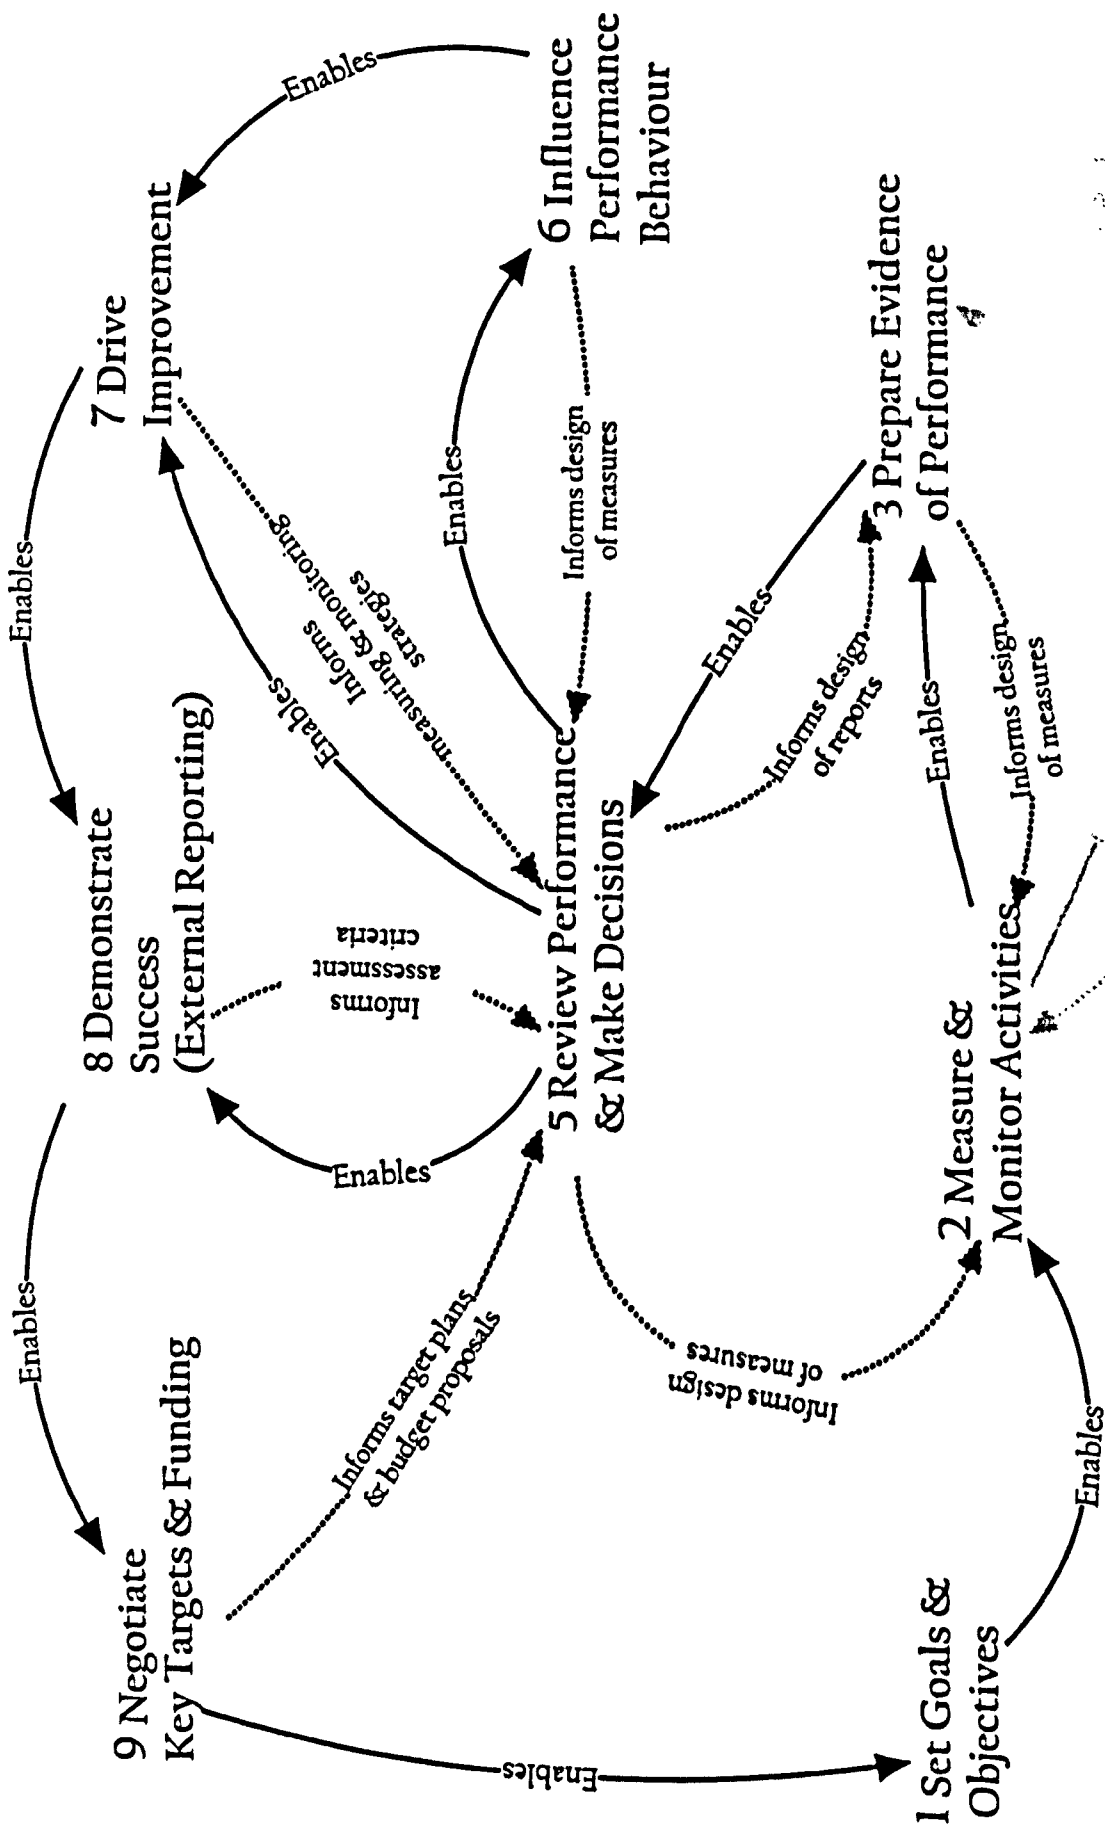 9 Negotiate
Key Targets & Funding
Enables
8 Demonstrate
Success
(External Reporting)
Enables
7 Drive
Improvement
Enables
Informs target plans
& budget proposals
Enables
Informs
assessment
criteria
Enables
Informs
measuring & monitoring
strategies
Enables
6 Influence
Performance
Behaviour
Informs design
of measures
5 Review Performance
& Make Decisions
Enables
Informs design
of measures
Enables
Informs design
of reports
1 Set Goals &
Objectives
Enables
2 Measure &
Monitor Activities
Enables
Informs design
of measures
3 Prepare Evidence
of Performance